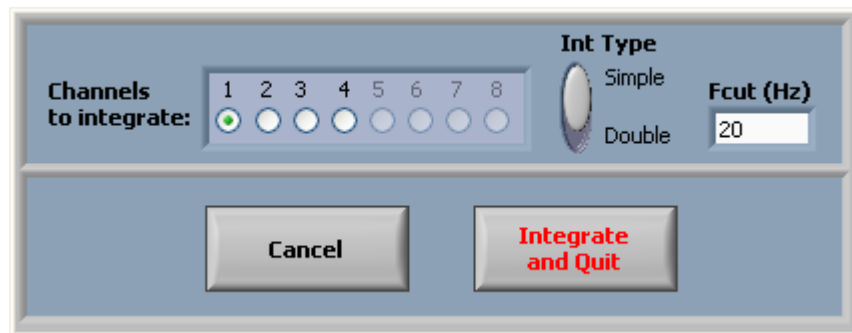 Int Type
Channels
to integrate:
1 2 3 4 5 6 7 8
Simple
Double
Fcut (Hz)
20
Cancel
Integrate
and Quit